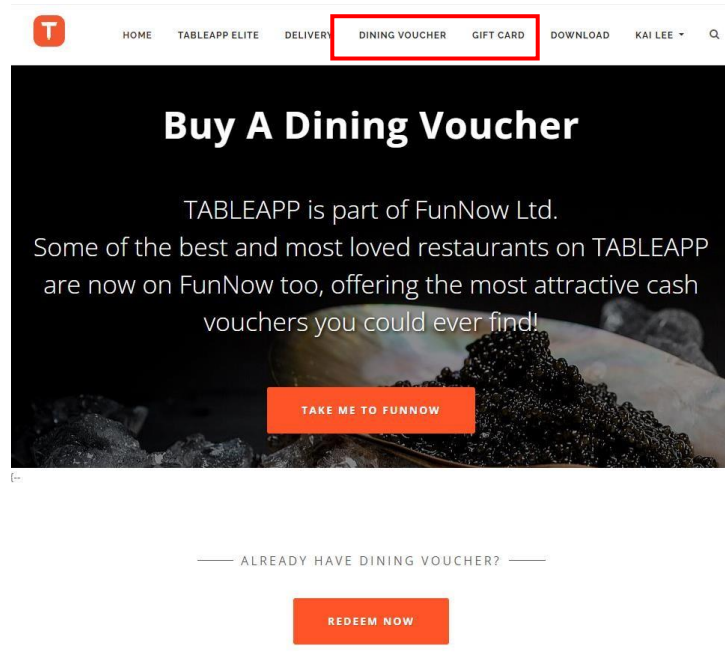 T
HOME TABLEAPP ELITE DELIVERY DINING VOUCHER GIFT CARD DOWNLOAD KAI LEE
Buy A Dining Voucher
TABLEAPP is part of FunNow Ltd.
Some of the best and most loved restaurants on TABLEAPP
are now on FunNow too, offering the most attractive cash
vouchers you could ever find!
TAKE ME TO FUNNOW
{--
ALREADY HAVE DINING VOUCHER?
REDEEM NOW